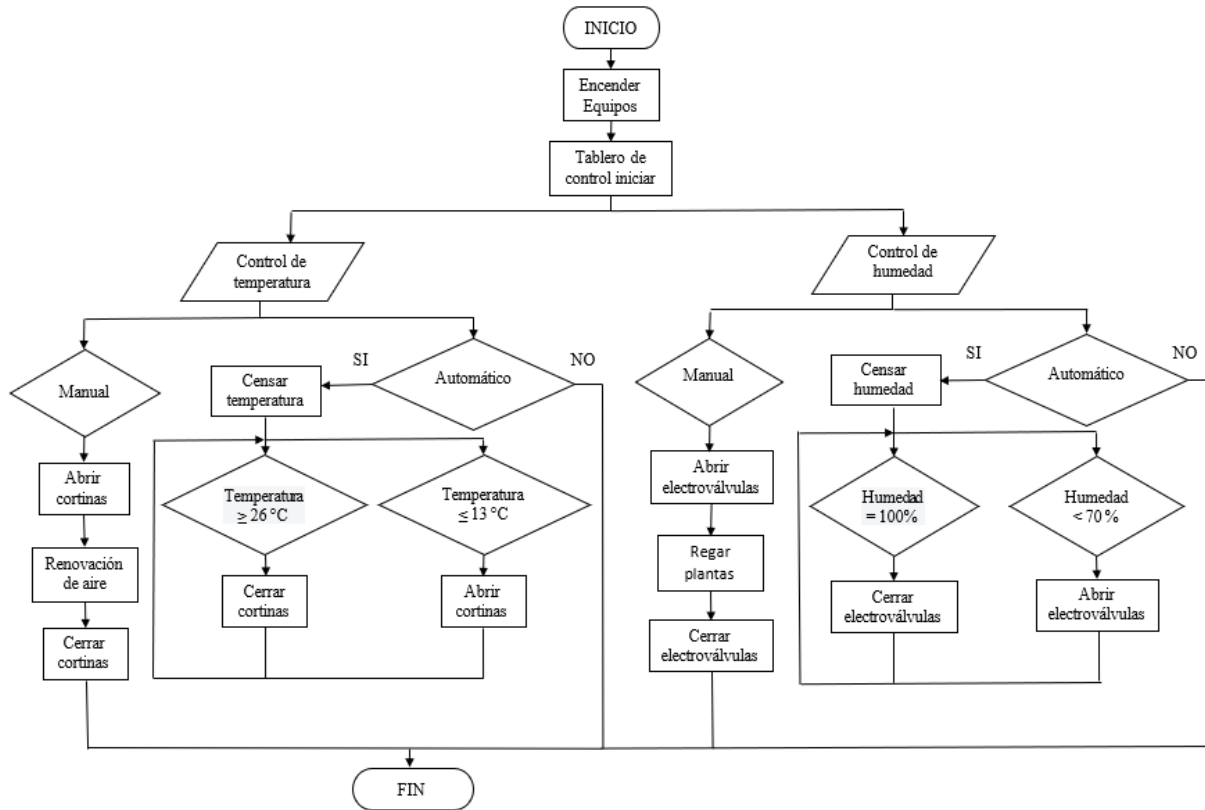 INICIO
Encender
Equipos
Tablero de
control iniciar
Control de
temperatura
Control de
humedad
Manual
SI
Censar
temperatura
Automático
NO
Manual
SI
Censar
humedad
Automático
NO
Abrir
cortinas
Temperatura
≥ 26 °C
Temperatura
≤ 13 °C
Abrir
electroválvulas
Humedad
= 100%
Humedad
< 70 %
Renovación
de aire
Cerrar
cortinas
Abrir
cortinas
Regar
plantas
Cerrar
electroválvulas
Abrir
electroválvulas
Cerrar
cortinas
Cerrar
electroválvulas
FIN